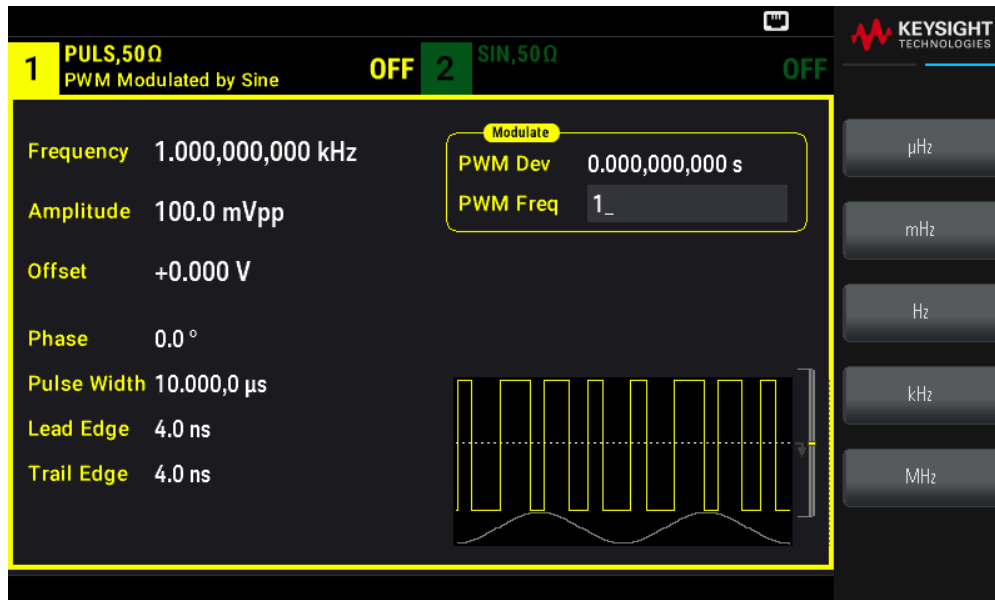 KEYSIGHT
TECHNOLOGIES
1
PULS,50Ω
PWM Modulated by Sine
OFF
2
SIN,50Ω
OFF
Frequency 1.000,000,000 kHz
Amplitude 100.0 mVpp
Offset +0.000 V
Phase 0.0 °
Pulse Width 10.000,0 µs
Lead Edge 4.0 ns
Trail Edge 4.0 ns
Modulate
PWM Dev 0.000,000,000 s
PWM Freq 1_
µHz
mHz
Hz
kHz
MHz